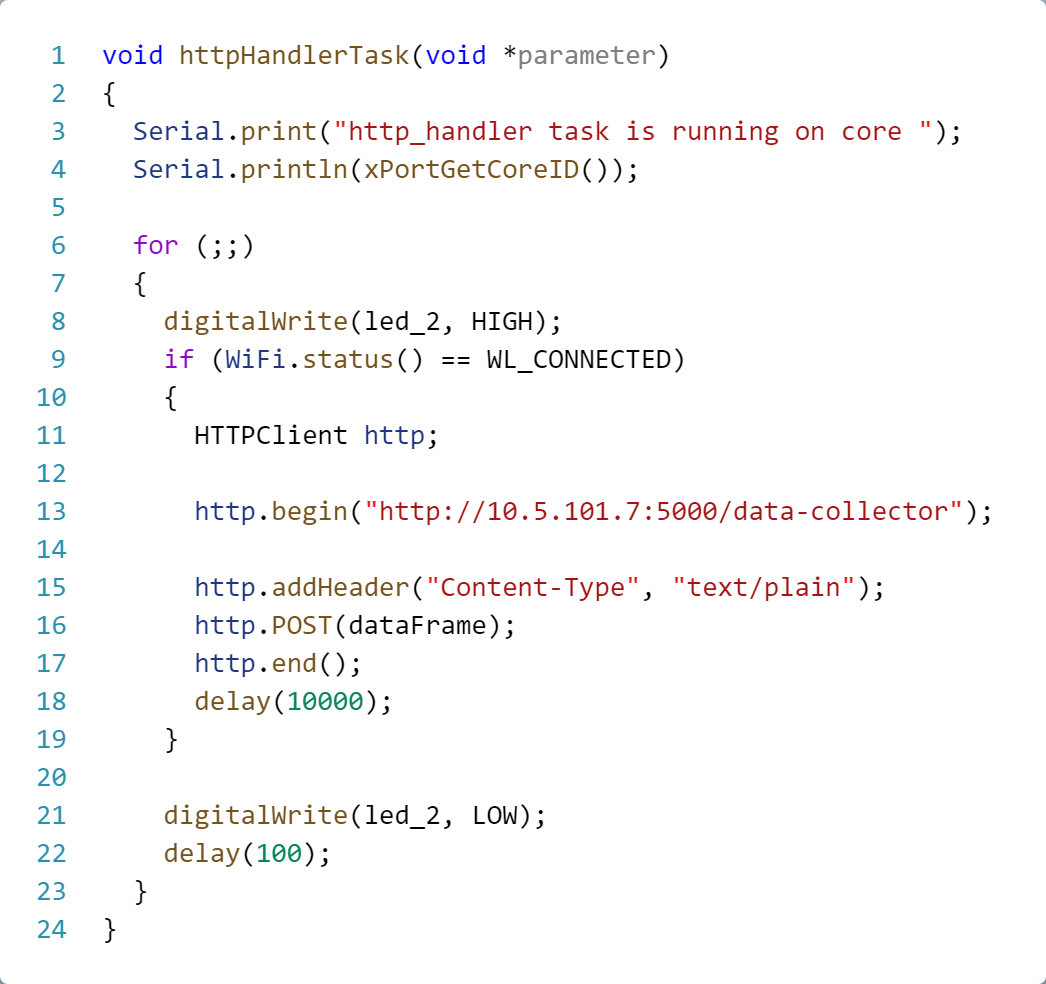 1 void httpHandlerTask(void *parameter)
2 {
3   Serial.print("http_handler task is running on core ");
4   Serial.println(xPortGetCoreID());
5
6   for (;;)
7   {
8     digitalWrite(led_2, HIGH);
9     if (WiFi.status() == WL_CONNECTED)
10     {
11       HTTPClient http;
12
13       http.begin("http://10.5.101.7:5000/data-collector");
14
15       http.addHeader("Content-Type", "text/plain");
16       http.POST(dataFrame);
17       http.end();
18       delay(10000);
19     }
20
21     digitalWrite(led_2, LOW);
22     delay(100);
23   }
24 }